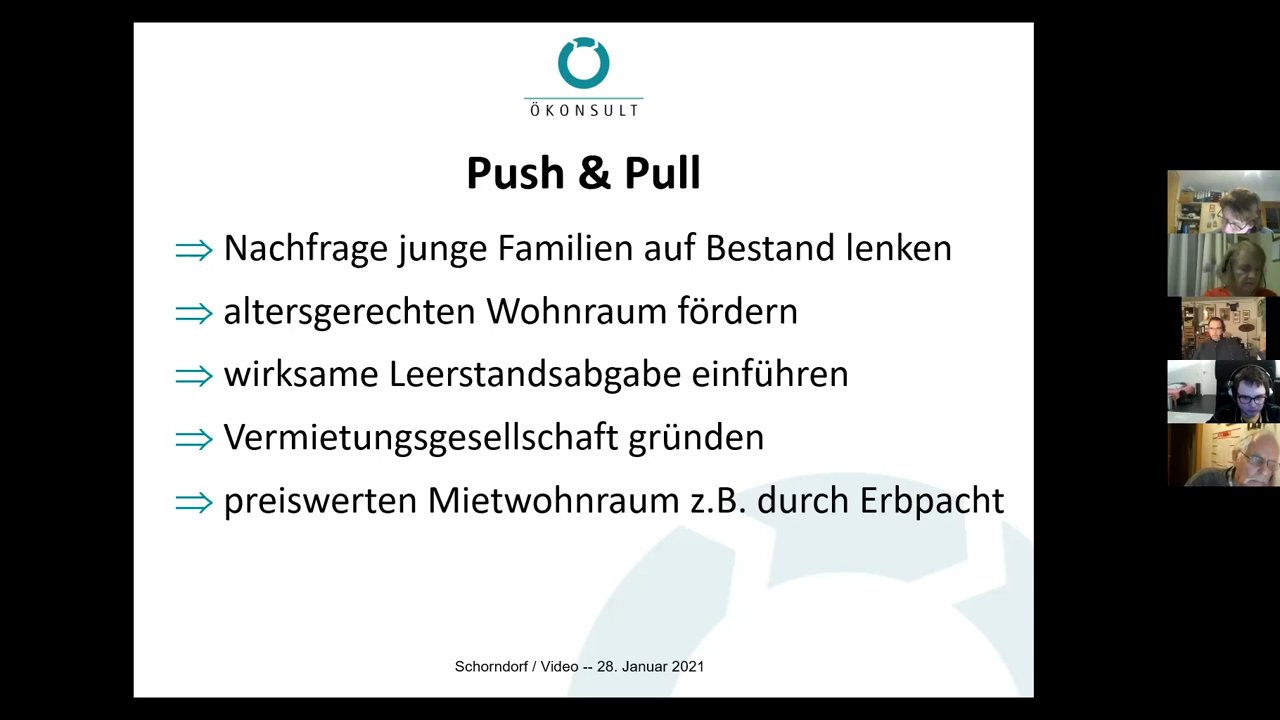 ÖKONSULT
Push & Pull
⇒ Nachfrage junge Familien auf Bestand lenken
⇒ altersgerechten Wohnraum fördern
⇒ wirksame Leerstandsabgabe einführen
⇒ Vermietungsgesellschaft gründen
⇒ preiswerten Mietwohnraum z.B. durch Erbpacht
Schorndorf / Video -- 28. Januar 2021